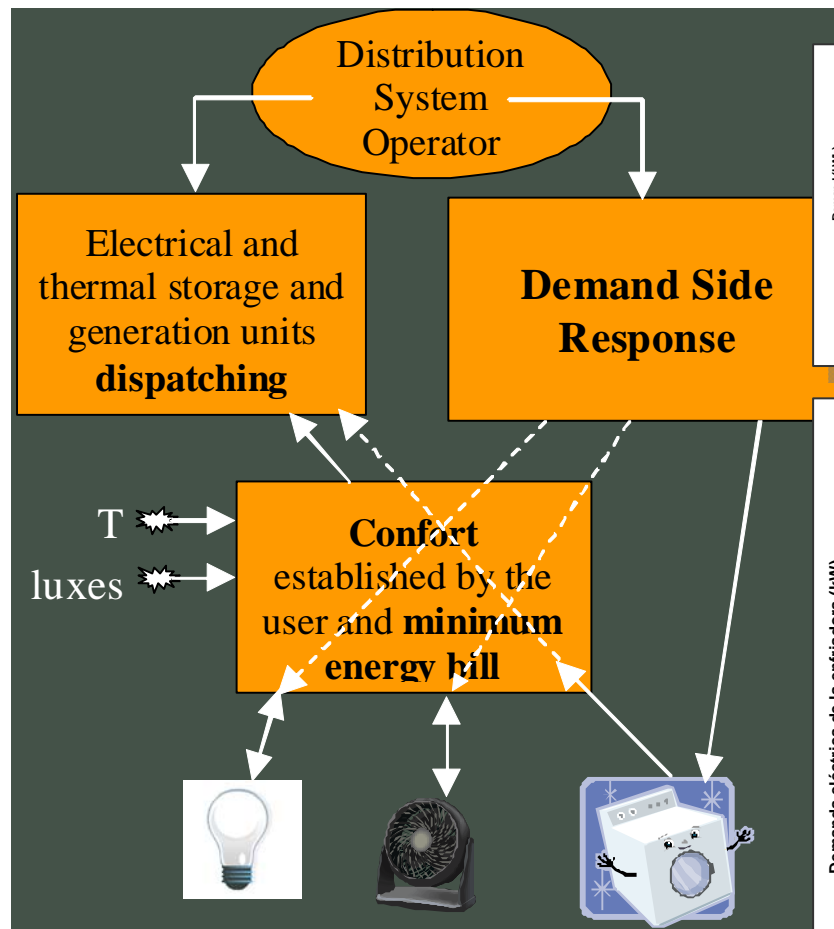 Distribution
System
Operator
Electrical and
thermal storage and
generation units
dispatching
Demand Side
Response
T
luxes
Confort
established by the
user and minimum
energy bill